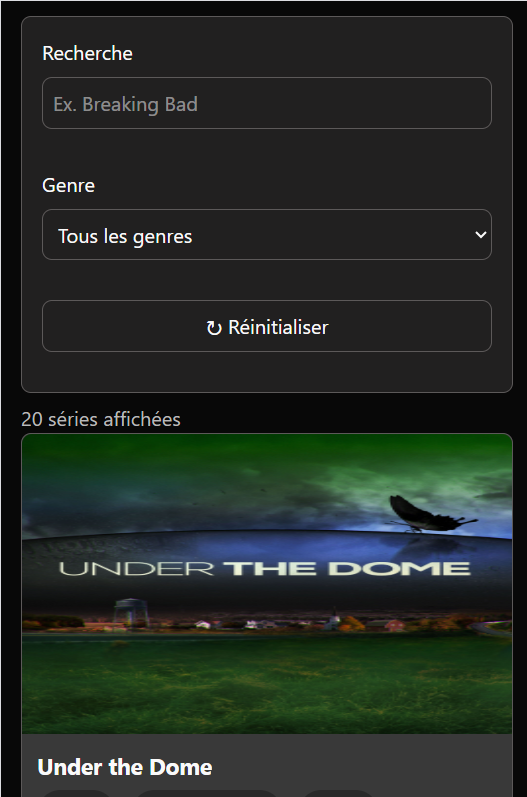 Recherche
Ex. Breaking Bad
Genre
Tous les genres
↻ Réinitialiser
20 séries affichées
UNDER THE DOME
Under the Dome